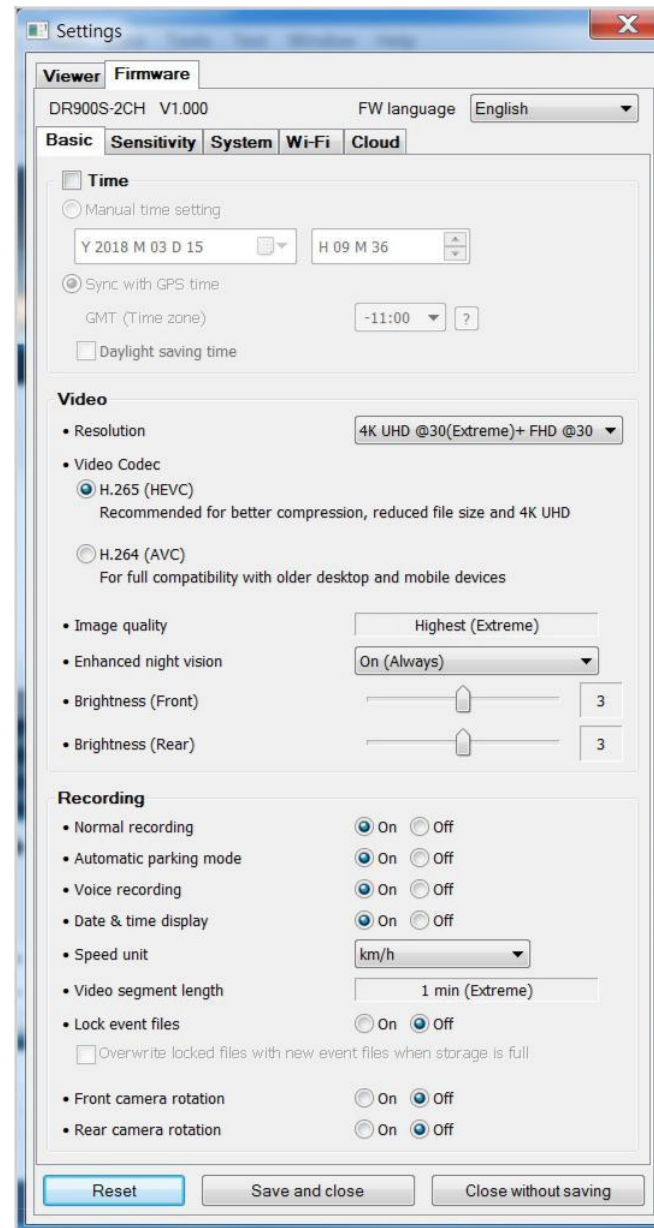 Settings
Viewer Firmware
DR900S-2CH V1.000 FW language English
Basic Sensitivity System Wi-Fi Cloud
Time
Manual time setting
Y 2018 M 03 D 15 H 09 M 36
Sync with GPS time
GMT (Time zone) -11:00 ?
Daylight saving time
Video
• Resolution 4K UHD @30(Extreme)+ FHD @30
• Video Codec
H.265 (HEVC)
Recommended for better compression, reduced file size and 4K UHD
H.264 (AVC)
For full compatibility with older desktop and mobile devices
• Image quality Highest (Extreme)
• Enhanced night vision On (Always)
• Brightness (Front) 3
• Brightness (Rear) 3
Recording
• Normal recording On Off
• Automatic parking mode On Off
• Voice recording On Off
• Date & time display On Off
• Speed unit km/h
• Video segment length 1 min (Extreme)
• Lock event files On Off
Overwrite locked files with new event files when storage is full
• Front camera rotation On Off
• Rear camera rotation On Off
Reset Save and close Close without saving